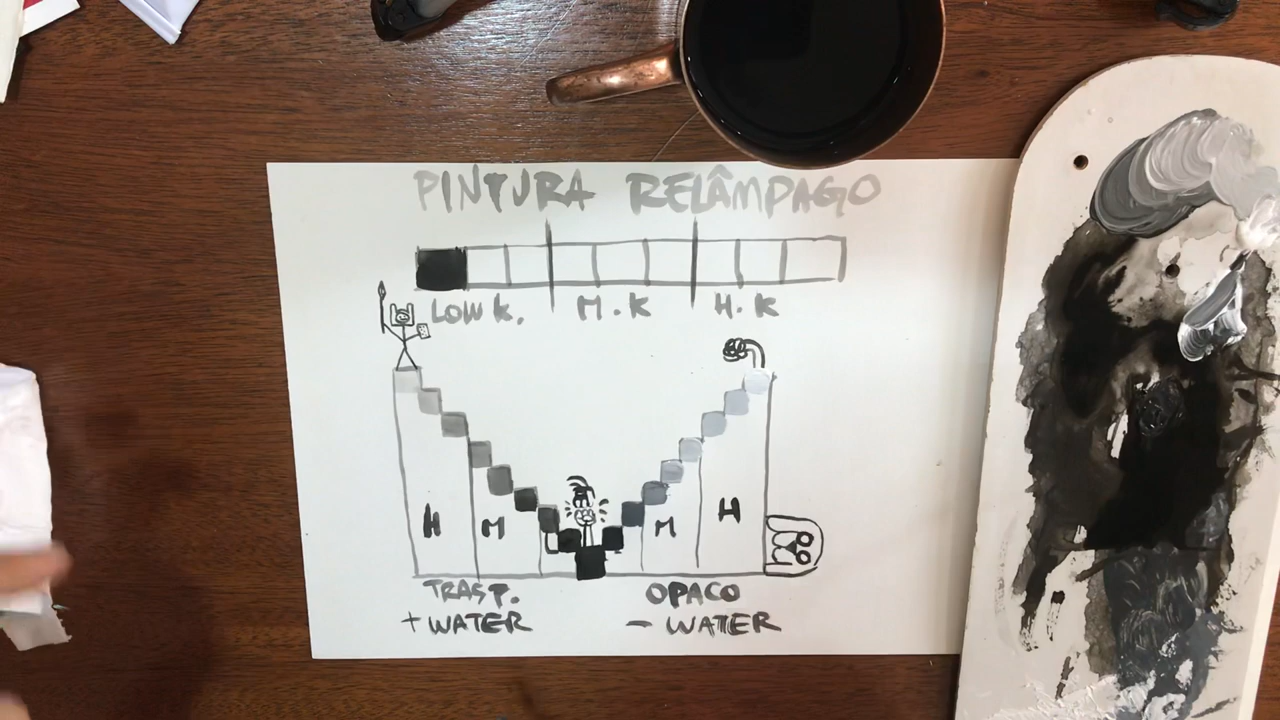 PINTURA RELÂMPAGO
LOW K. M.K H.K
H M M H
TRASP. OPACO
+ WATER - WATER